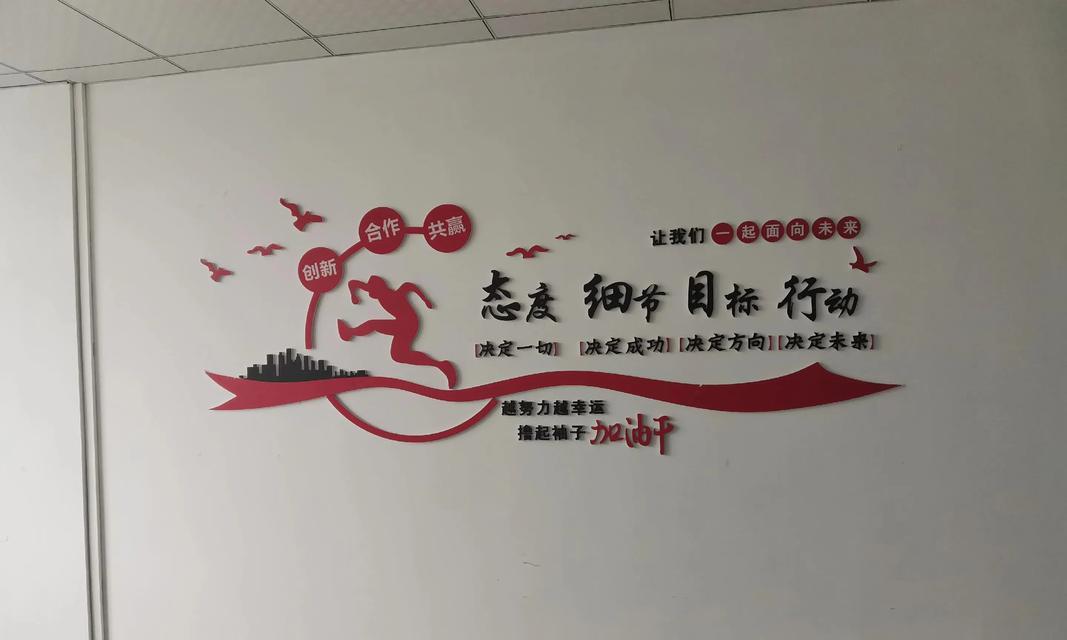 创新 合作 共赢
让我们一起面向未来
态度 细节 目标 行动
[决定一切] [决定成功] [决定方向] [决定未来]
越努力越幸运
撸起袖子加油干